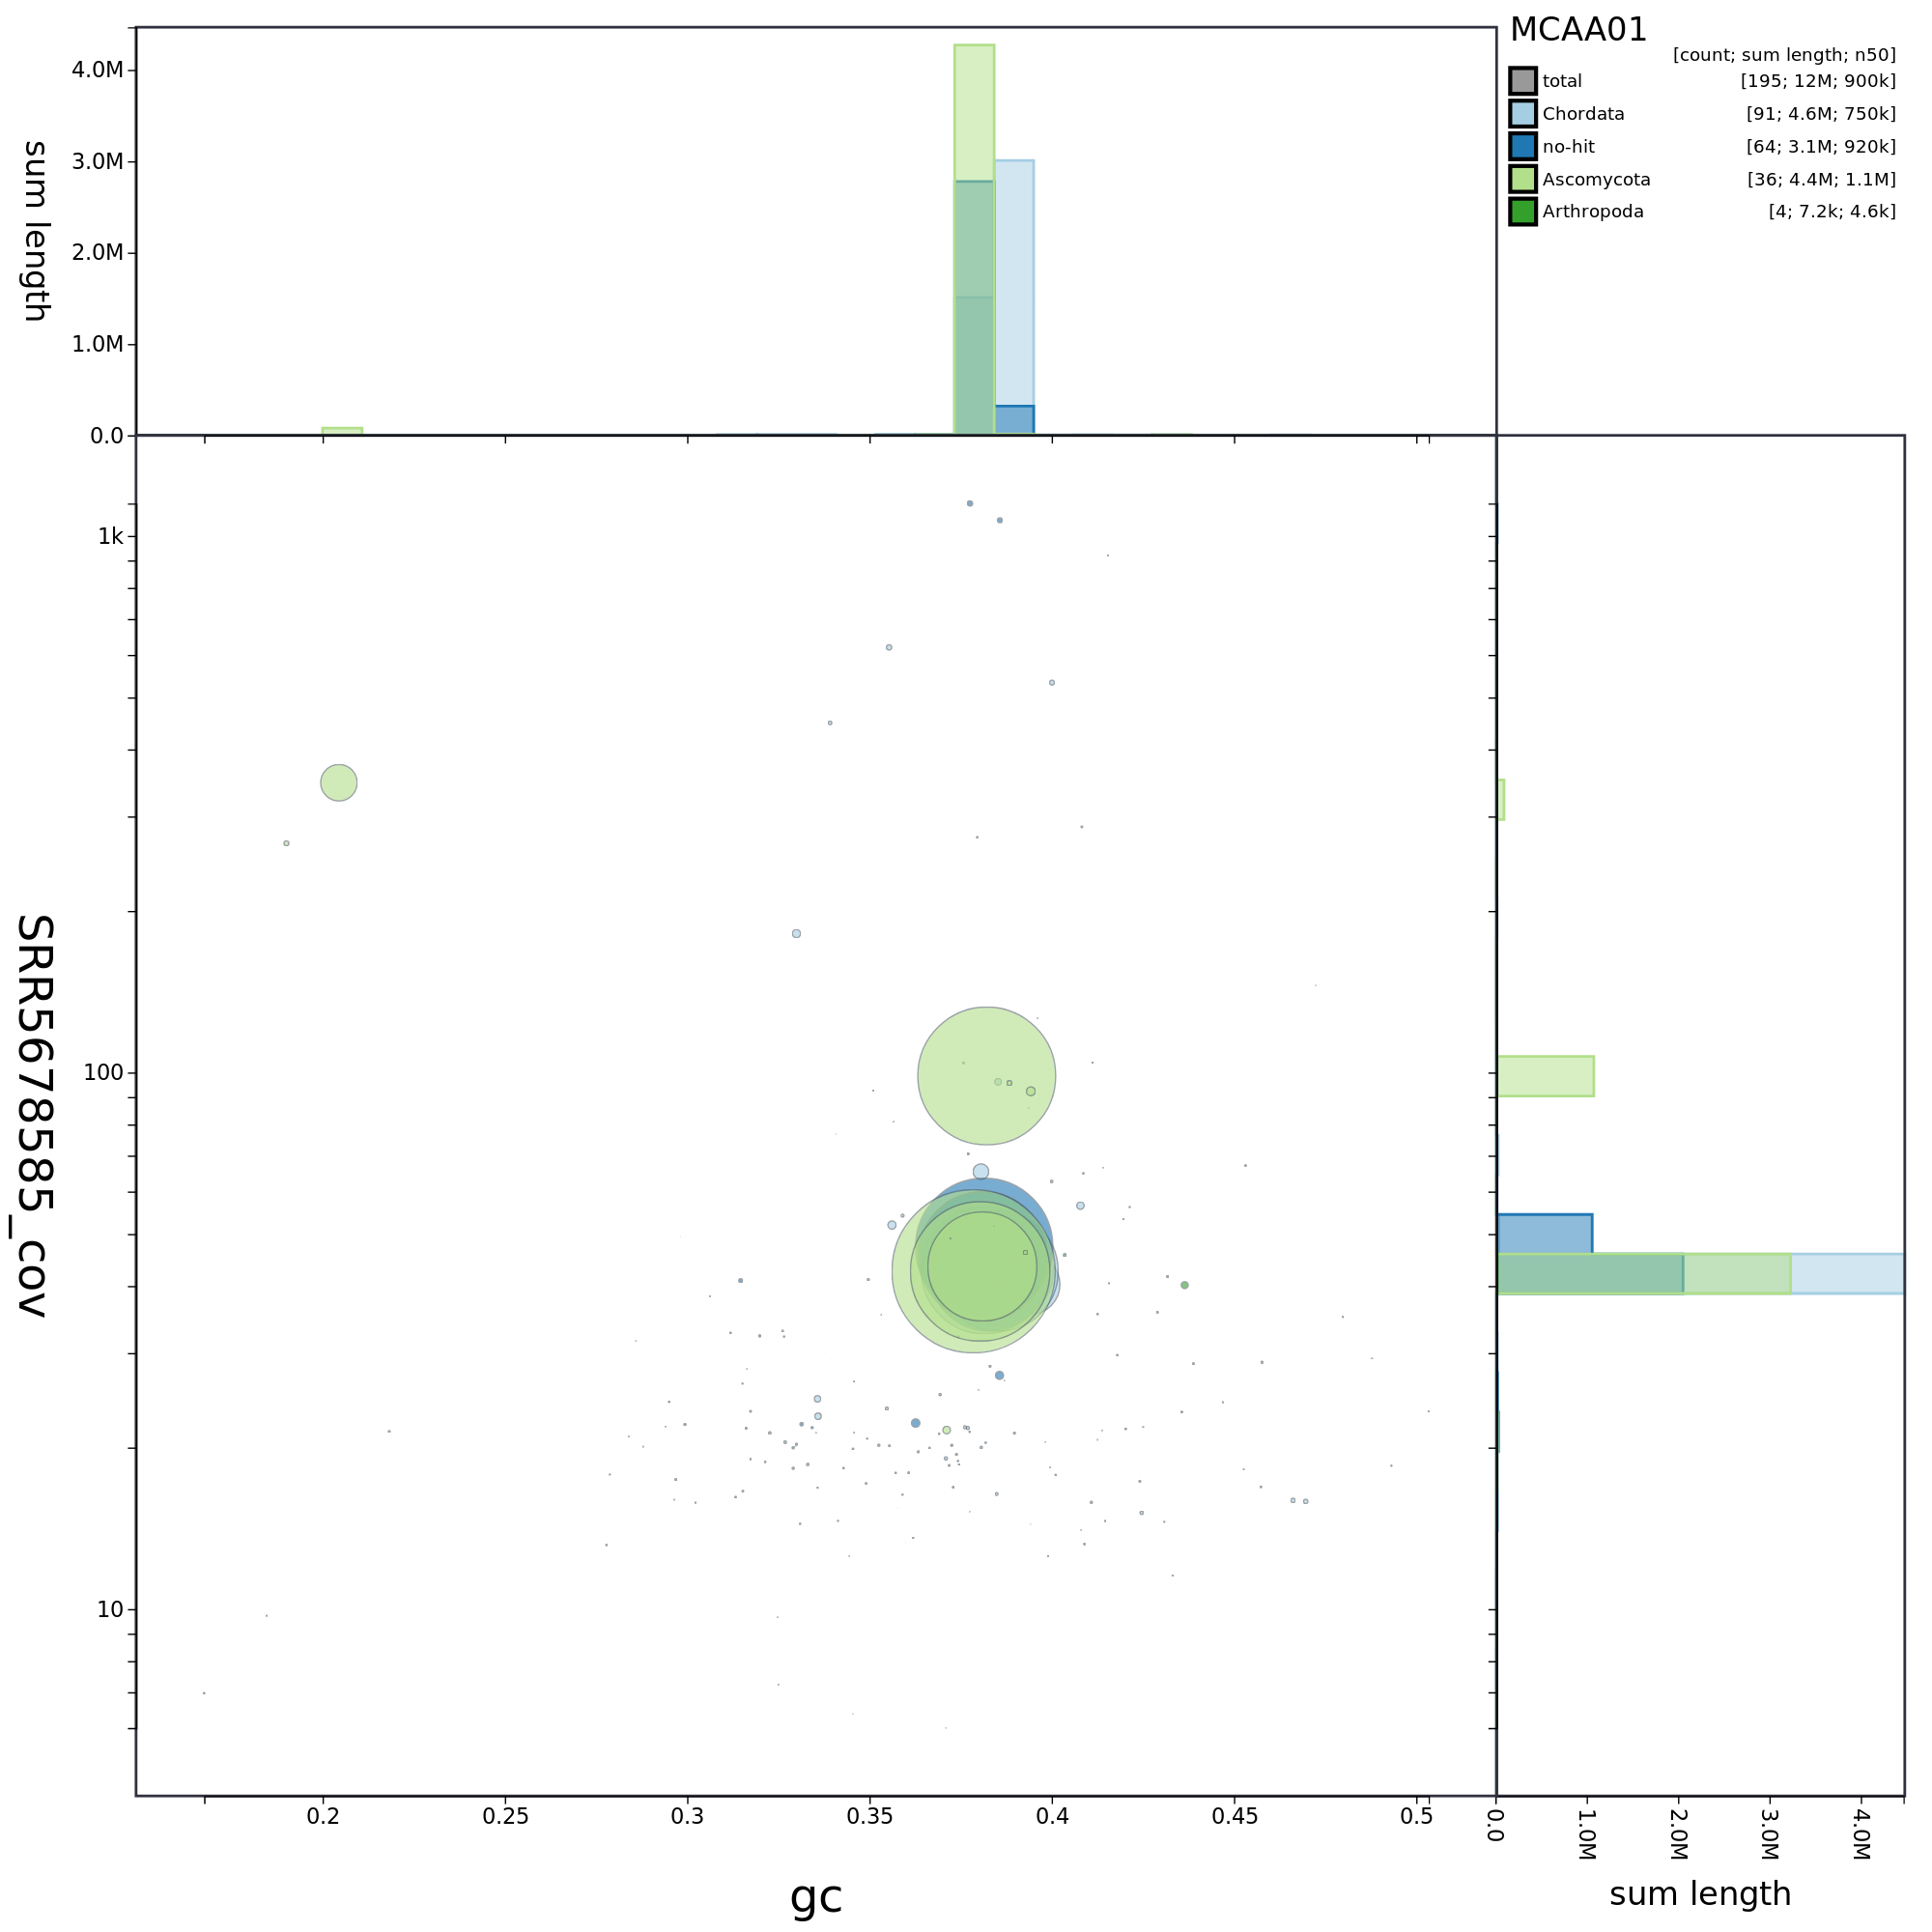 MCAA01
[count; sum length; n50]
total [195; 12M; 900k]
Chordata [91; 4.6M; 750k]
no-hit [64; 3.1M; 920k]
Ascomycota [36; 4.4M; 1.1M]
Arthropoda [4; 7.2k; 4.6k]
sum length
4.0M
3.0M
2.0M
1.0M
0.0
SRR5678585_cov
1k
100
10
0.2 0.25 0.3 0.35 0.4 0.45 0.5
gc
0.0 1.0M 2.0M 3.0M 4.0M
sum length